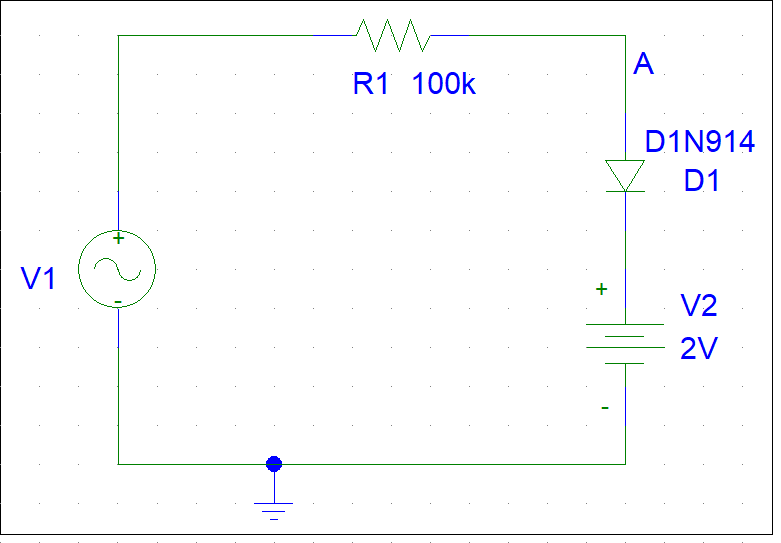 R1 100k
A
D1N914
D1
+
V1
-
+
V2
2V
-